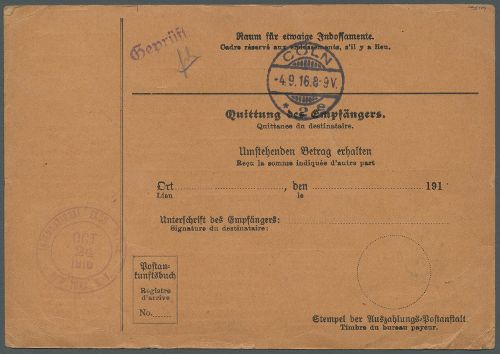 Raum für etwaige Indossamente.
Cadre réservé aux endossements, s'il y a lieu.
Geprüft
CÖLN
-4.9.16.8-9V.
* 2 e
Quittung des Empfängers.
Quittance du destinataire.
Umstehenden Betrag erhalten
Reçu la somme indiquée d'autre part
Ort , den 191
Lieu le
Unterschrift des Empfängers:
Signature du destinataire:
OCT
26
1916
Postan-
kunftsbuch
Registre
d'arrivée
No.
Stempel der Auszahlungs-Postanstalt
Timbre du bureau payeur.